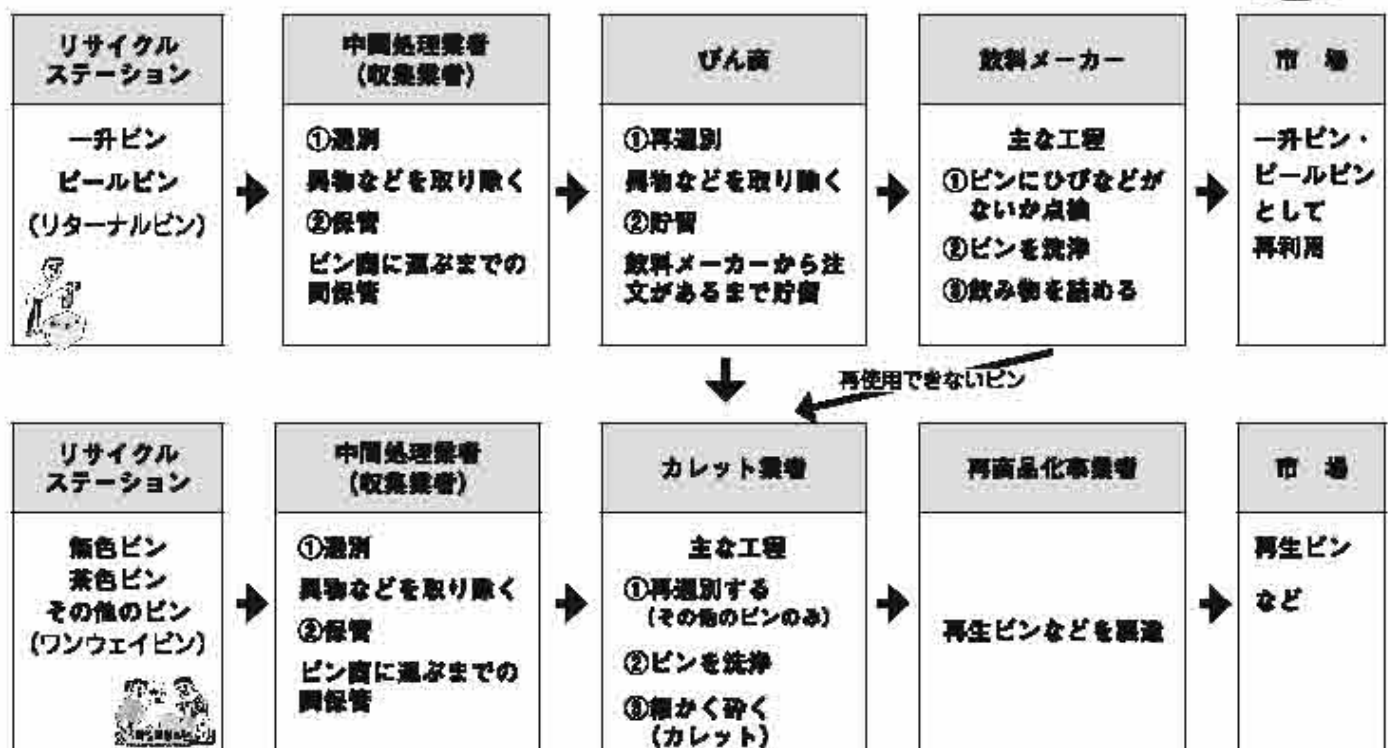 リサイクル
ステーション
一升ビン
ビールビン
(リターナルビン)
中間処理業者
(収集業者)
①選別
異物などを取り除く
②保管
ビン商に運ぶまでの
間保管
びん商
①再選別
異物などを取り除く
②貯留
飲料メーカーから注
文があるまで貯留
飲料メーカー
主な工程
①ビンにひびなどが
ないか点検
②ビンを洗浄
③飲み物を詰める
市 場
一升ビン・
ビールビン
として
再利用
再使用できないビン
リサイクル
ステーション
無色ビン
茶色ビン
その他のビン
(ワンウェイビン)
中間処理業者
(収集業者)
①選別
異物などを取り除く
②保管
ビン商に運ぶまでの
間保管
カレット業者
主な工程
①再選別する
(その他のビンのみ)
②ビンを洗浄
③細かく砕く
(カレット)
再商品化事業者
再生ビンなどを製造
市 場
再生ビン
など